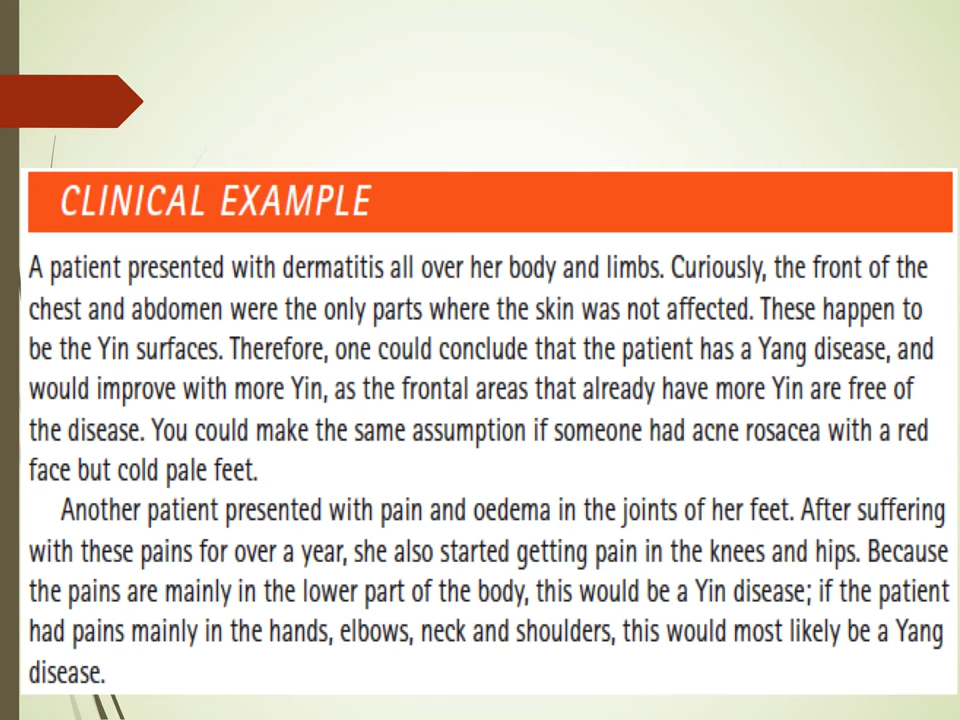 CLINICAL EXAMPLE
A patient presented with dermatitis all over her body and limbs. Curiously, the front of the
chest and abdomen were the only parts where the skin was not affected. These happen to
be the Yin surfaces. Therefore, one could conclude that the patient has a Yang disease, and
would improve with more Yin, as the frontal areas that already have more Yin are free of
the disease. You could make the same assumption if someone had acne rosacea with a red
face but cold pale feet.
Another patient presented with pain and oedema in the joints of her feet. After suffering
with these pains for over a year, she also started getting pain in the knees and hips. Because
the pains are mainly in the lower part of the body, this would be a Yin disease; if the patient
had pains mainly in the hands, elbows, neck and shoulders, this would most likely be a Yang
disease.